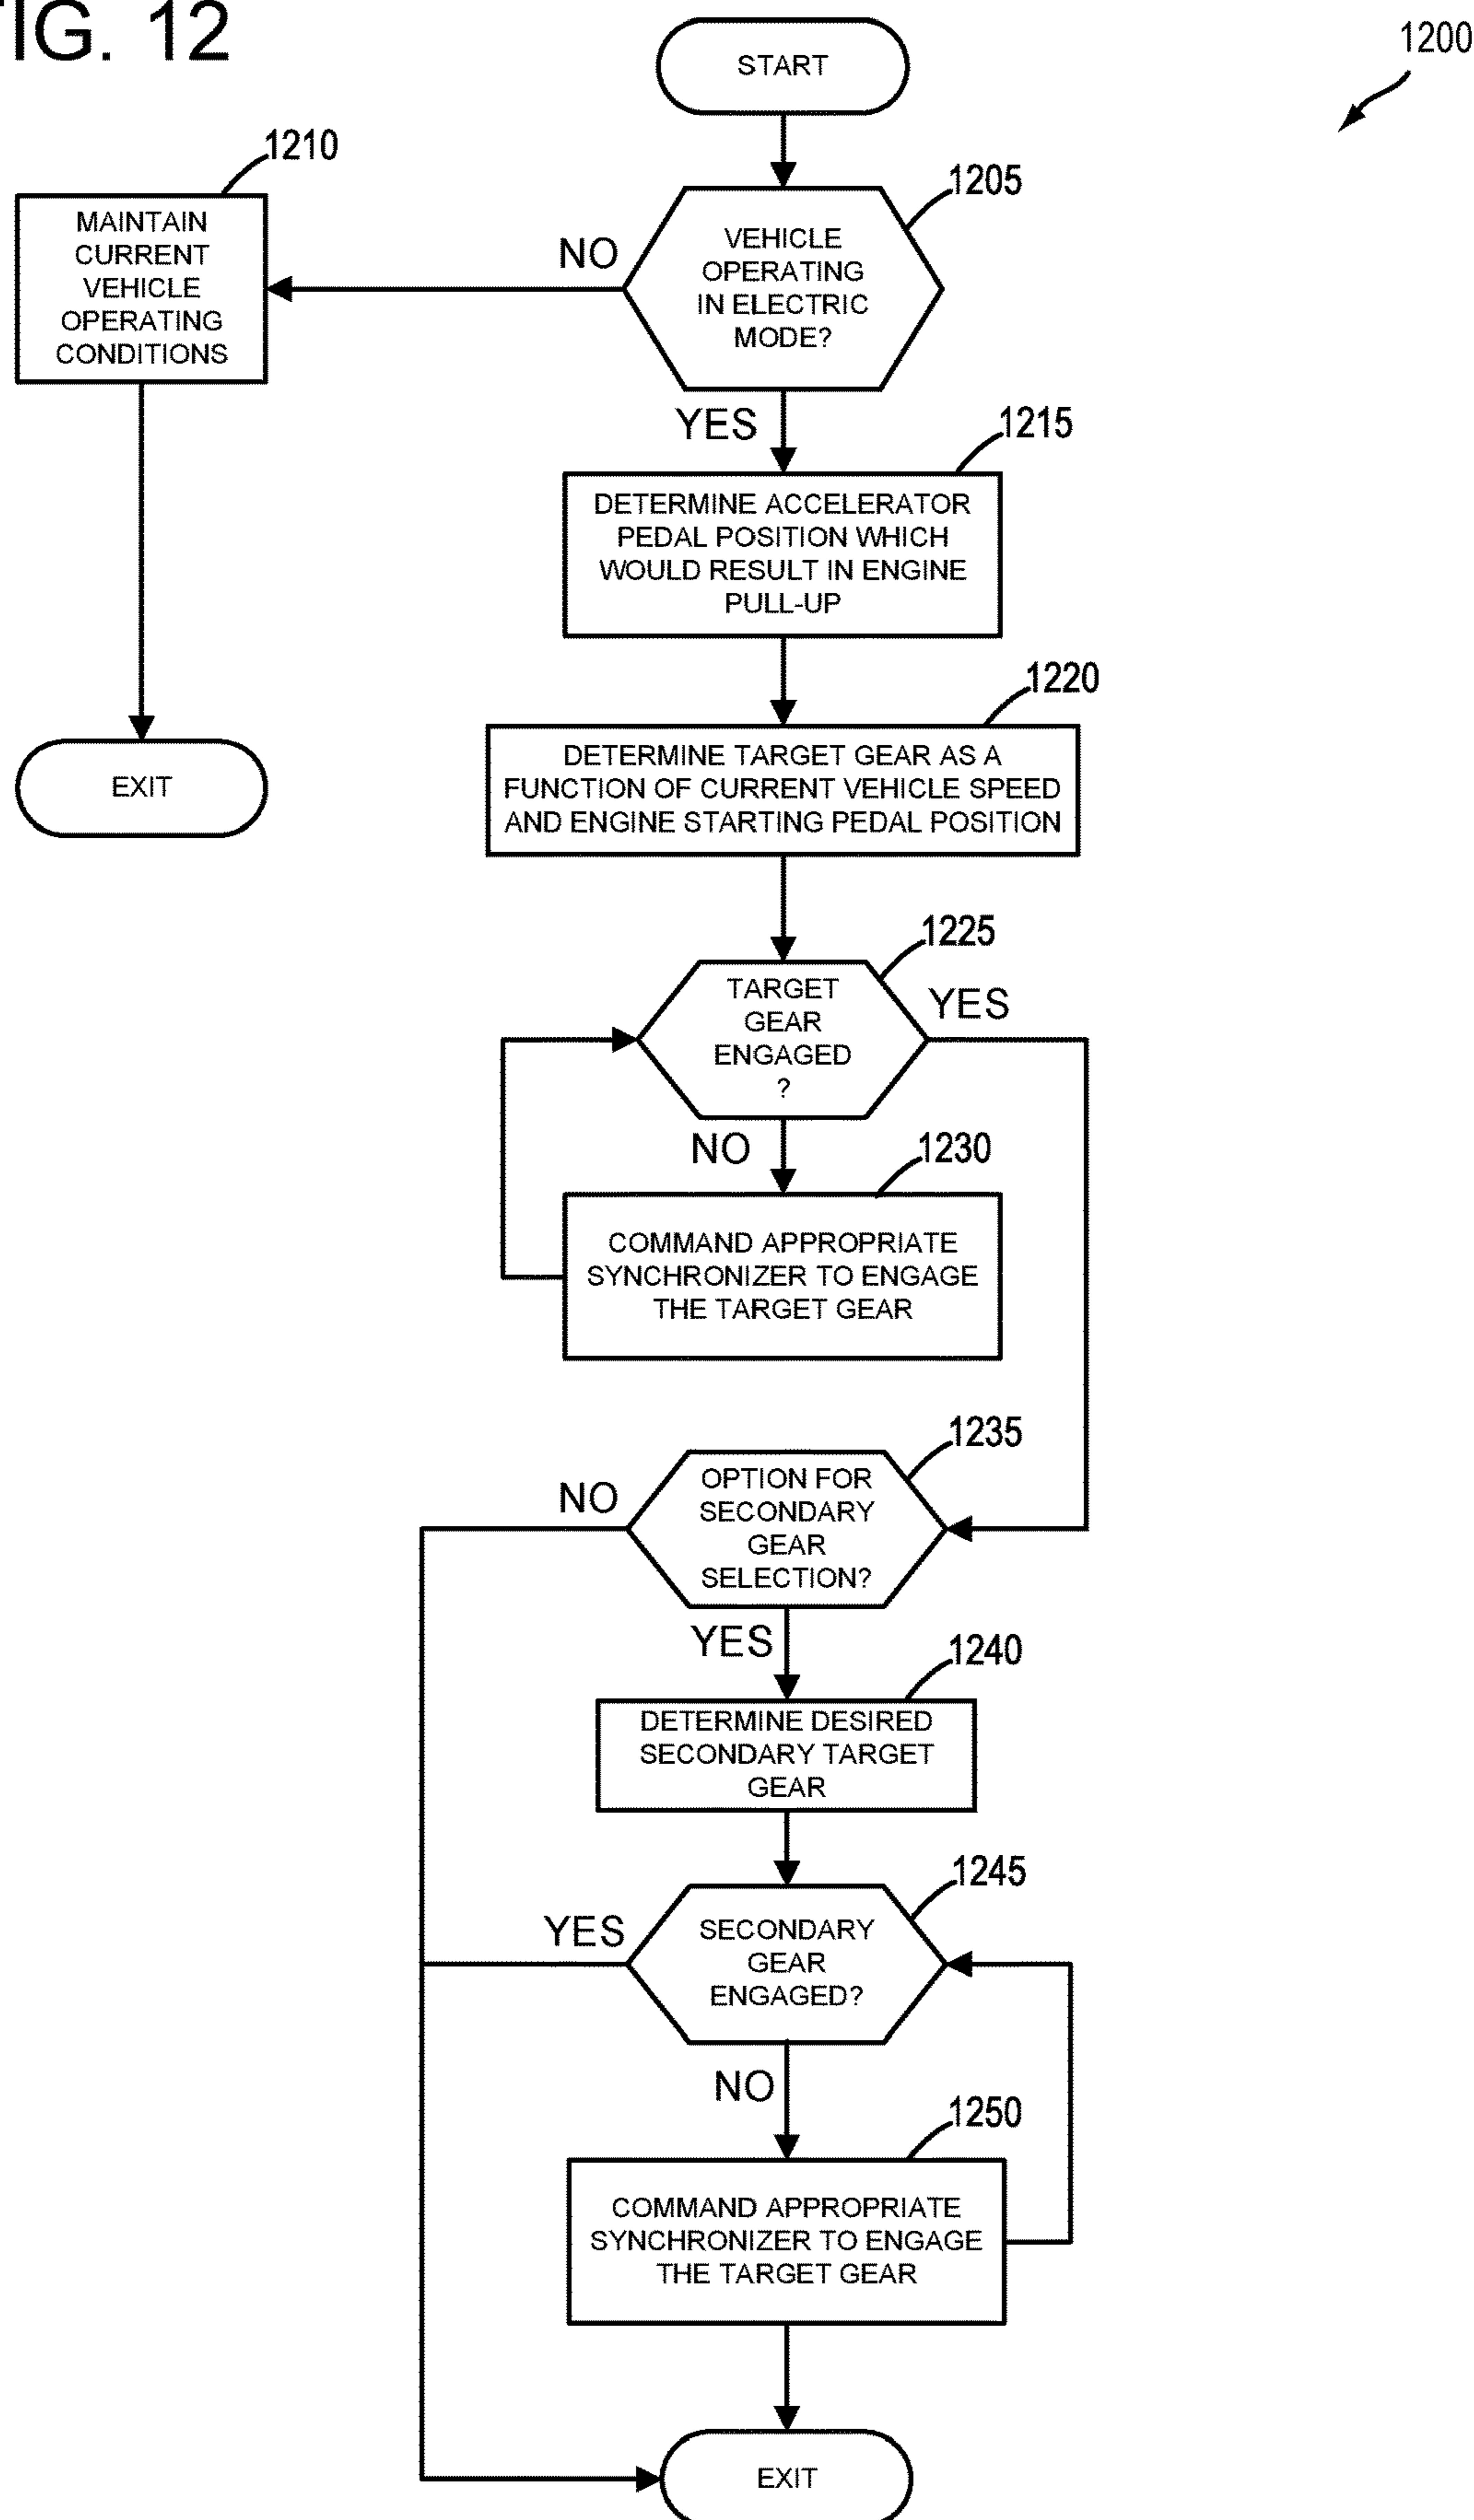 FIG. 12
1200
START
1210
1205
MAINTAIN
CURRENT
VEHICLE
OPERATING
CONDITIONS
NO
VEHICLE
OPERATING
IN ELECTRIC
MODE?
YES
1215
DETERMINE ACCELERATOR
PEDAL POSITION WHICH
WOULD RESULT IN ENGINE
PULL-UP
1220
EXIT
DETERMINE TARGET GEAR AS A
FUNCTION OF CURRENT VEHICLE SPEED
AND ENGINE STARTING PEDAL POSITION
1225
TARGET
GEAR
ENGAGED
?
YES
NO
1230
COMMAND APPROPRIATE
SYNCHRONIZER TO ENGAGE
THE TARGET GEAR
1235
NO
OPTION FOR
SECONDARY
GEAR
SELECTION?
YES
1240
DETERMINE DESIRED
SECONDARY TARGET
GEAR
1245
YES
SECONDARY
GEAR
ENGAGED?
NO
1250
COMMAND APPROPRIATE
SYNCHRONIZER TO ENGAGE
THE TARGET GEAR
EXIT